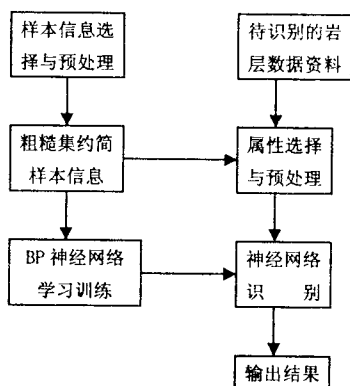 样本信息选
择与预处理
待识别的岩
层数据资料
粗糙集约简
样本信息
属性选择
与预处理
BP 神经网络
学习训练
神经网络
识 别
输出结果